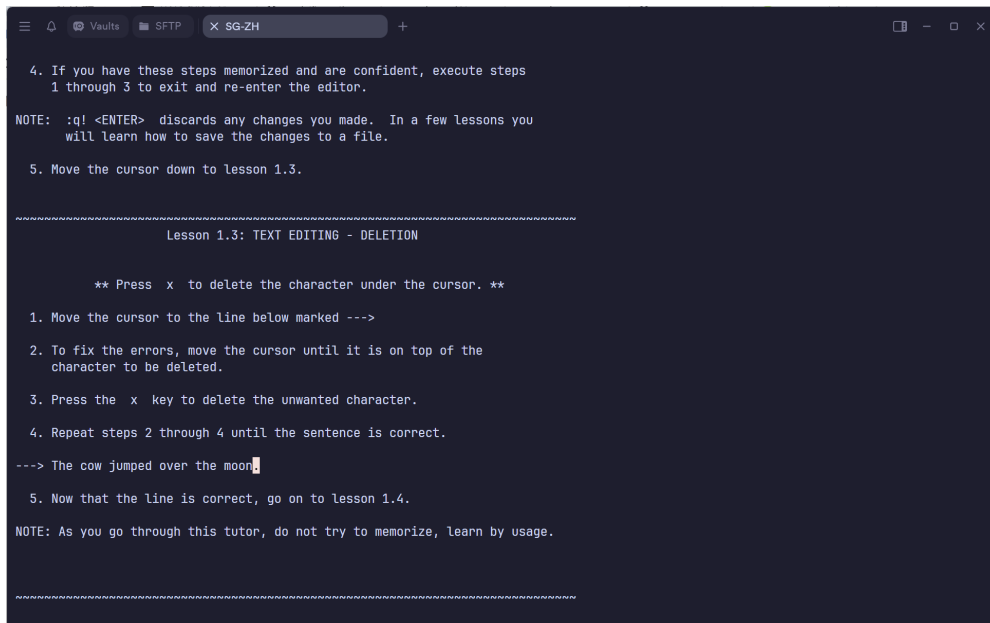 Vaults SFTP SG-ZH
4. If you have these steps memorized and are confident, execute steps
1 through 3 to exit and re-enter the editor.
NOTE: :q! <ENTER> discards any changes you made. In a few lessons you
will learn how to save the changes to a file.
5. Move the cursor down to lesson 1.3.
~~~~~~~~~~~~~~~~~~~~~~~~~~~~~~~~~~~~~~~~~~~~~~~~~~~~~~~~~~~~~~~~~~~~~~~~~~~~~~
Lesson 1.3: TEXT EDITING - DELETION
** Press x to delete the character under the cursor. **
1. Move the cursor to the line below marked --->
2. To fix the errors, move the cursor until it is on top of the
character to be deleted.
3. Press the x key to delete the unwanted character.
4. Repeat steps 2 through 4 until the sentence is correct.
---> The cow jumped over the moon.
5. Now that the line is correct, go on to lesson 1.4.
NOTE: As you go through this tutor, do not try to memorize, learn by usage.
~~~~~~~~~~~~~~~~~~~~~~~~~~~~~~~~~~~~~~~~~~~~~~~~~~~~~~~~~~~~~~~~~~~~~~~~~~~~~~